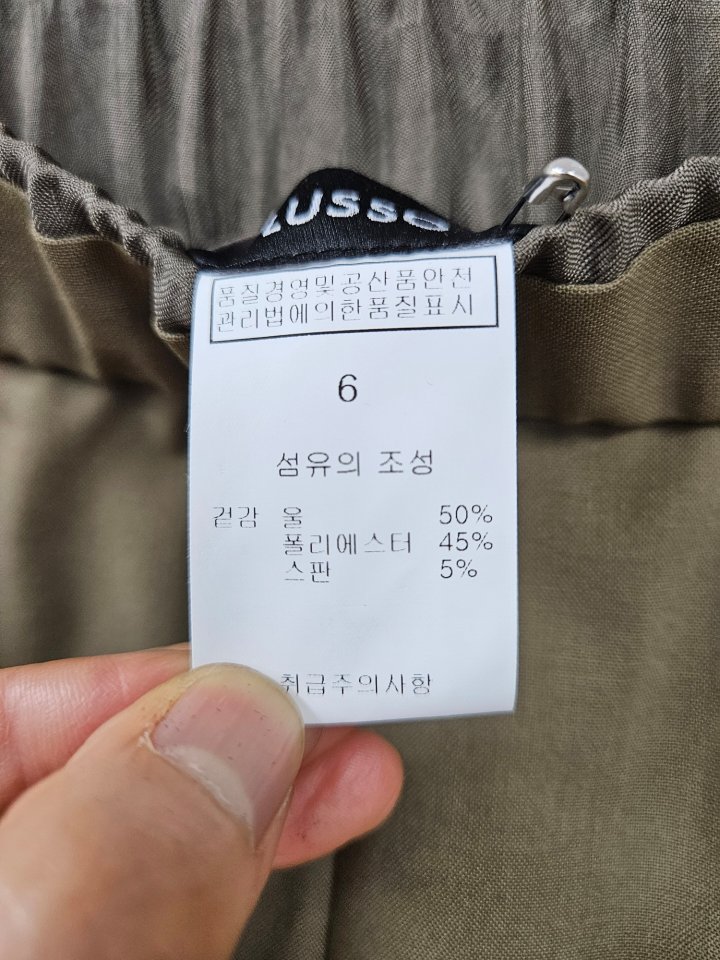 품질경영및공산품안전
관리법에의한품질표시
6
섬유의 조성
겉감 울 50%
폴리에스터 45%
스판 5%
취급주의사항